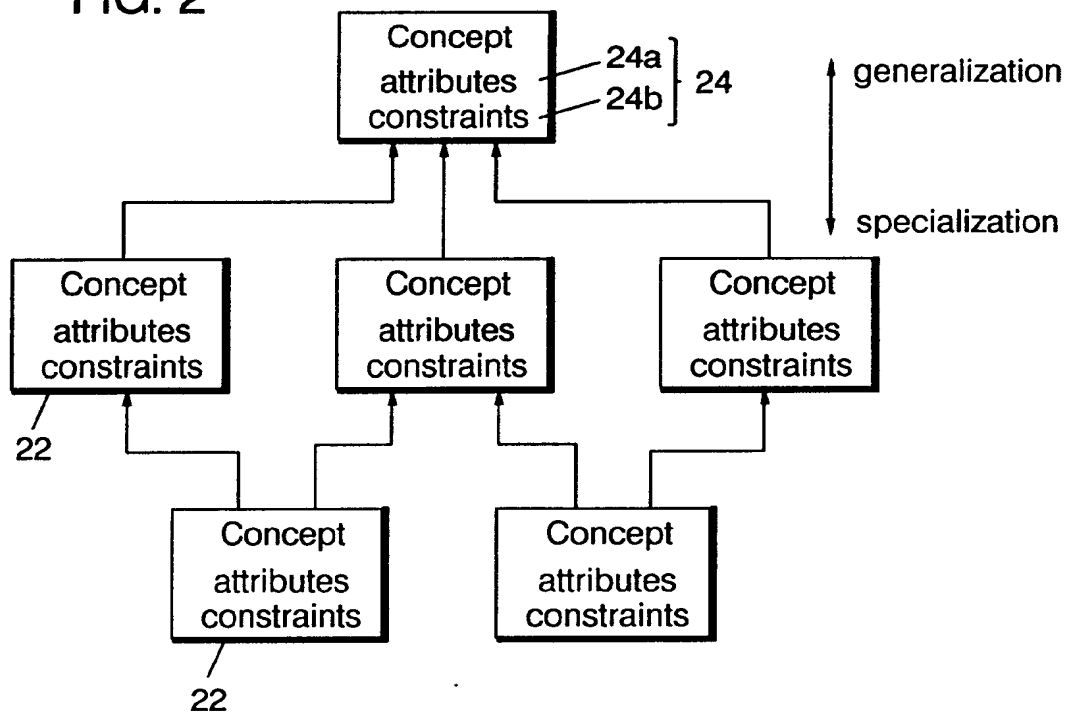 FIG. 2
Concept
attributes
constraints
24a
24b
24
generalization
specialization
Concept
attributes
constraints
Concept
attributes
constraints
Concept
attributes
constraints
22
Concept
attributes
constraints
Concept
attributes
constraints
22